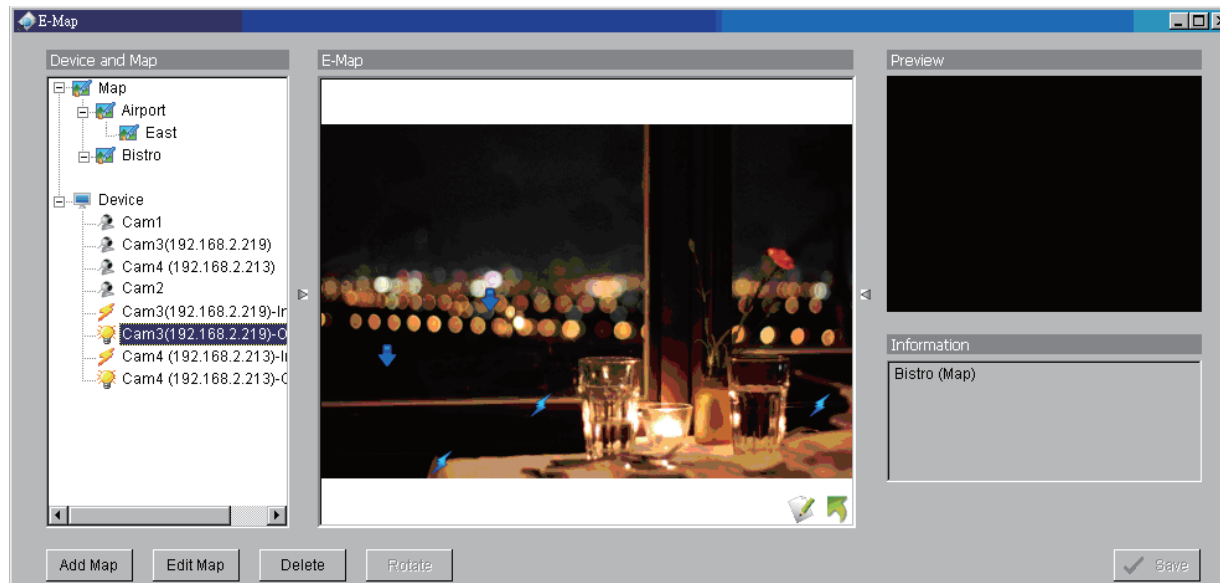 E-Map
Device and Map
Map
Airport
East
Bistro
Device
Cam1
Cam3(192.168.2.219)
Cam4 (192.168.2.213)
Cam2
Cam3(192.168.2.219)-Ir
Cam3(192.168.2.219)-O
Cam4 (192.168.2.213)-I
Cam4 (192.168.2.213)-C
E-Map
Preview
Information
Bistro (Map)
Add Map
Edit Map
Delete
Rotate
Save